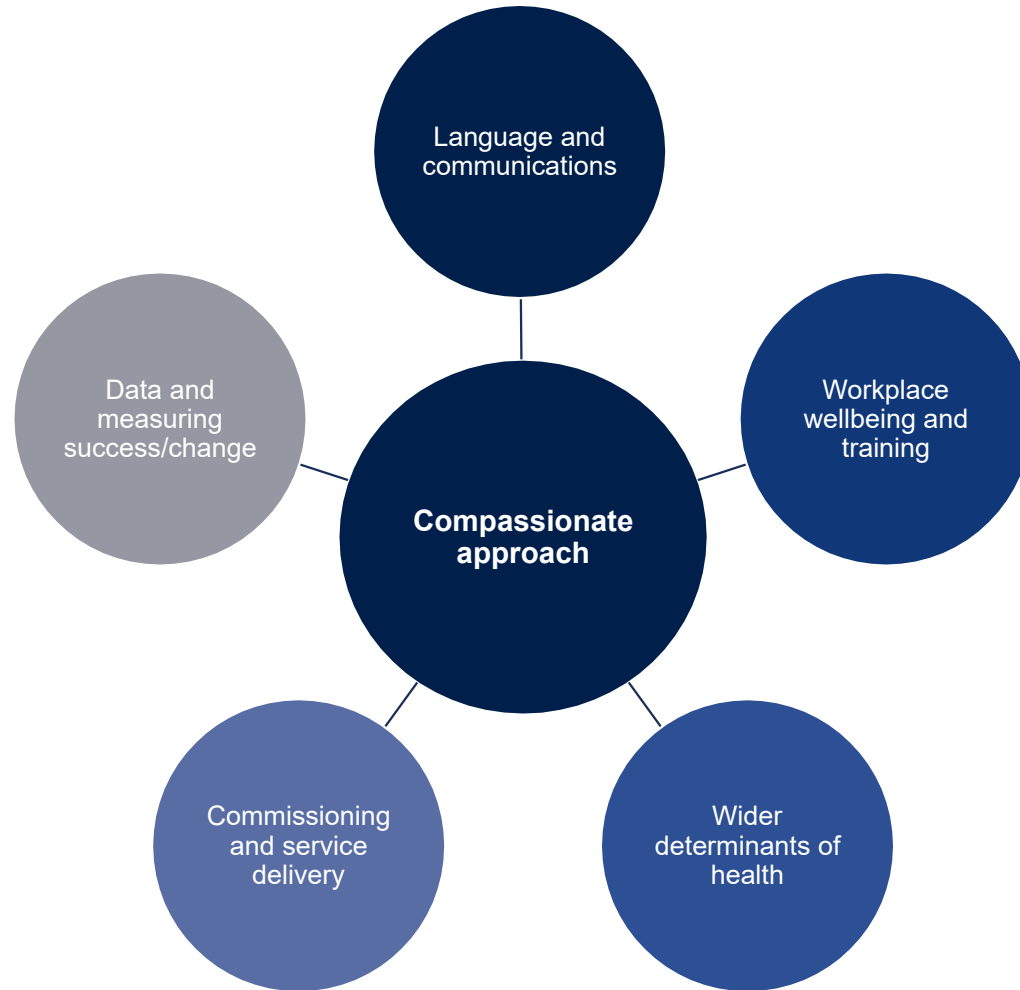 Language and
communications
Workplace
wellbeing and
training
Wider
determinants of
health
Commissioning
and service
delivery
Data and
measuring
success/change
Compassionate
approach